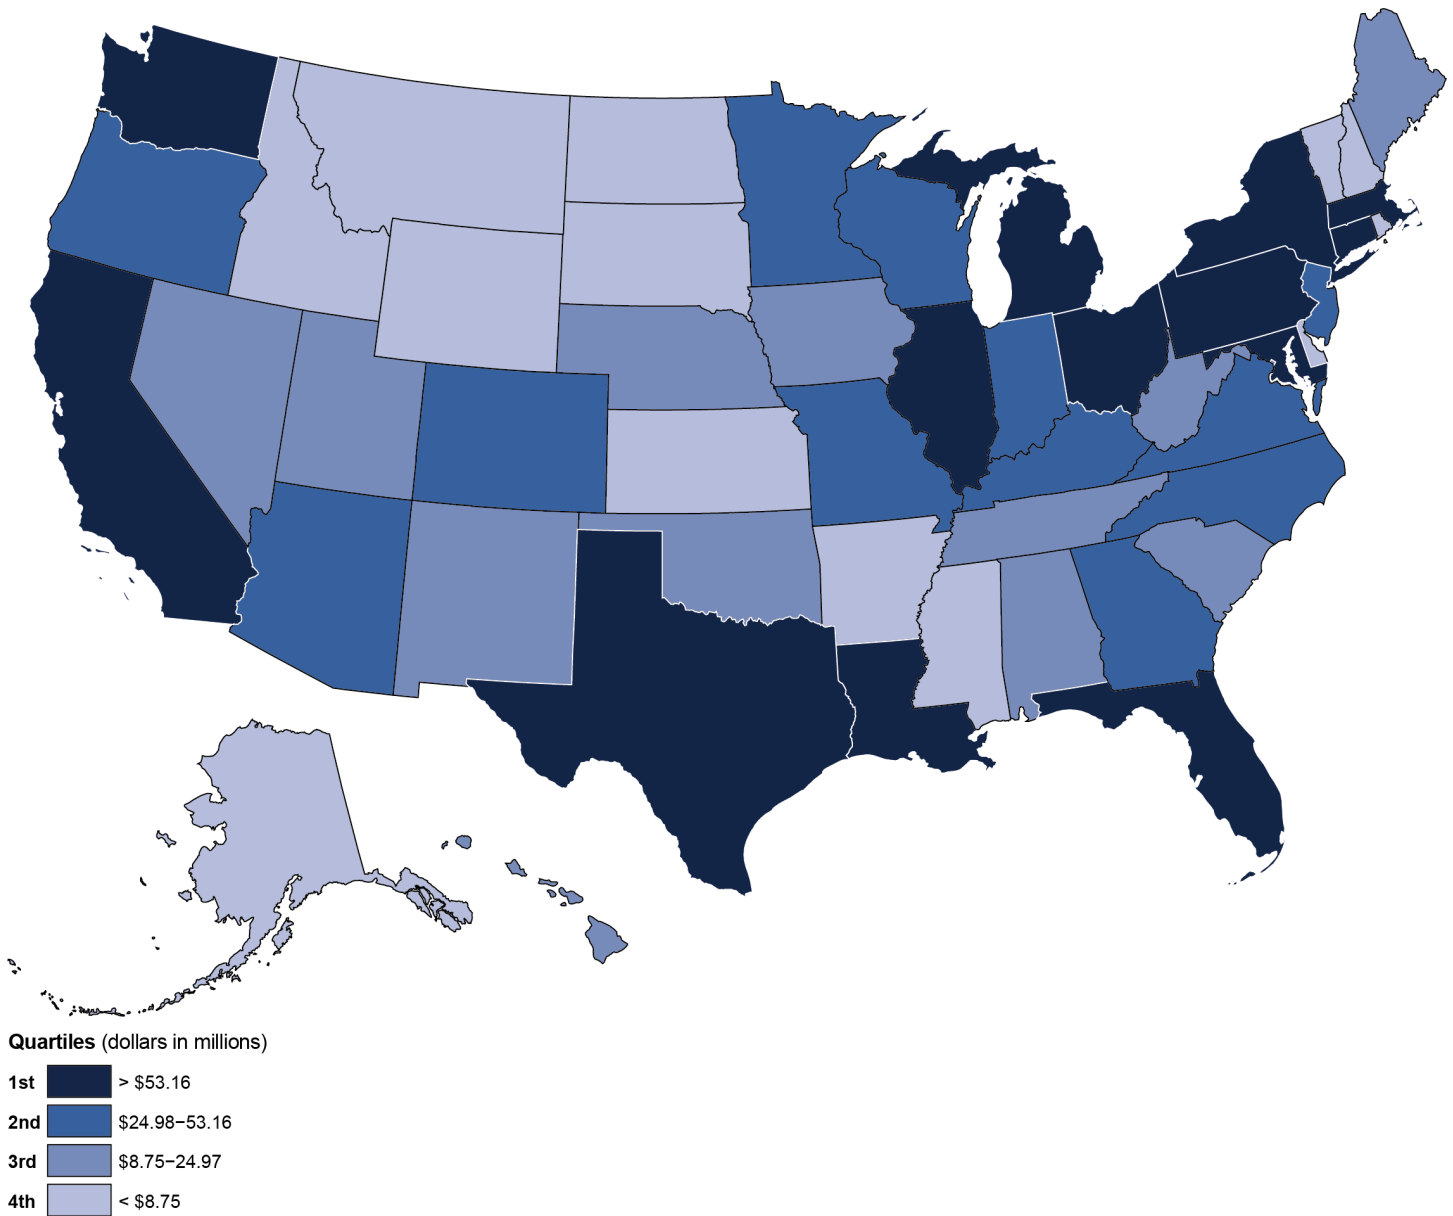 Quartiles (dollars in millions)
1st > $53.16
2nd $24.98−53.16
3rd $8.75−24.97
4th < $8.75